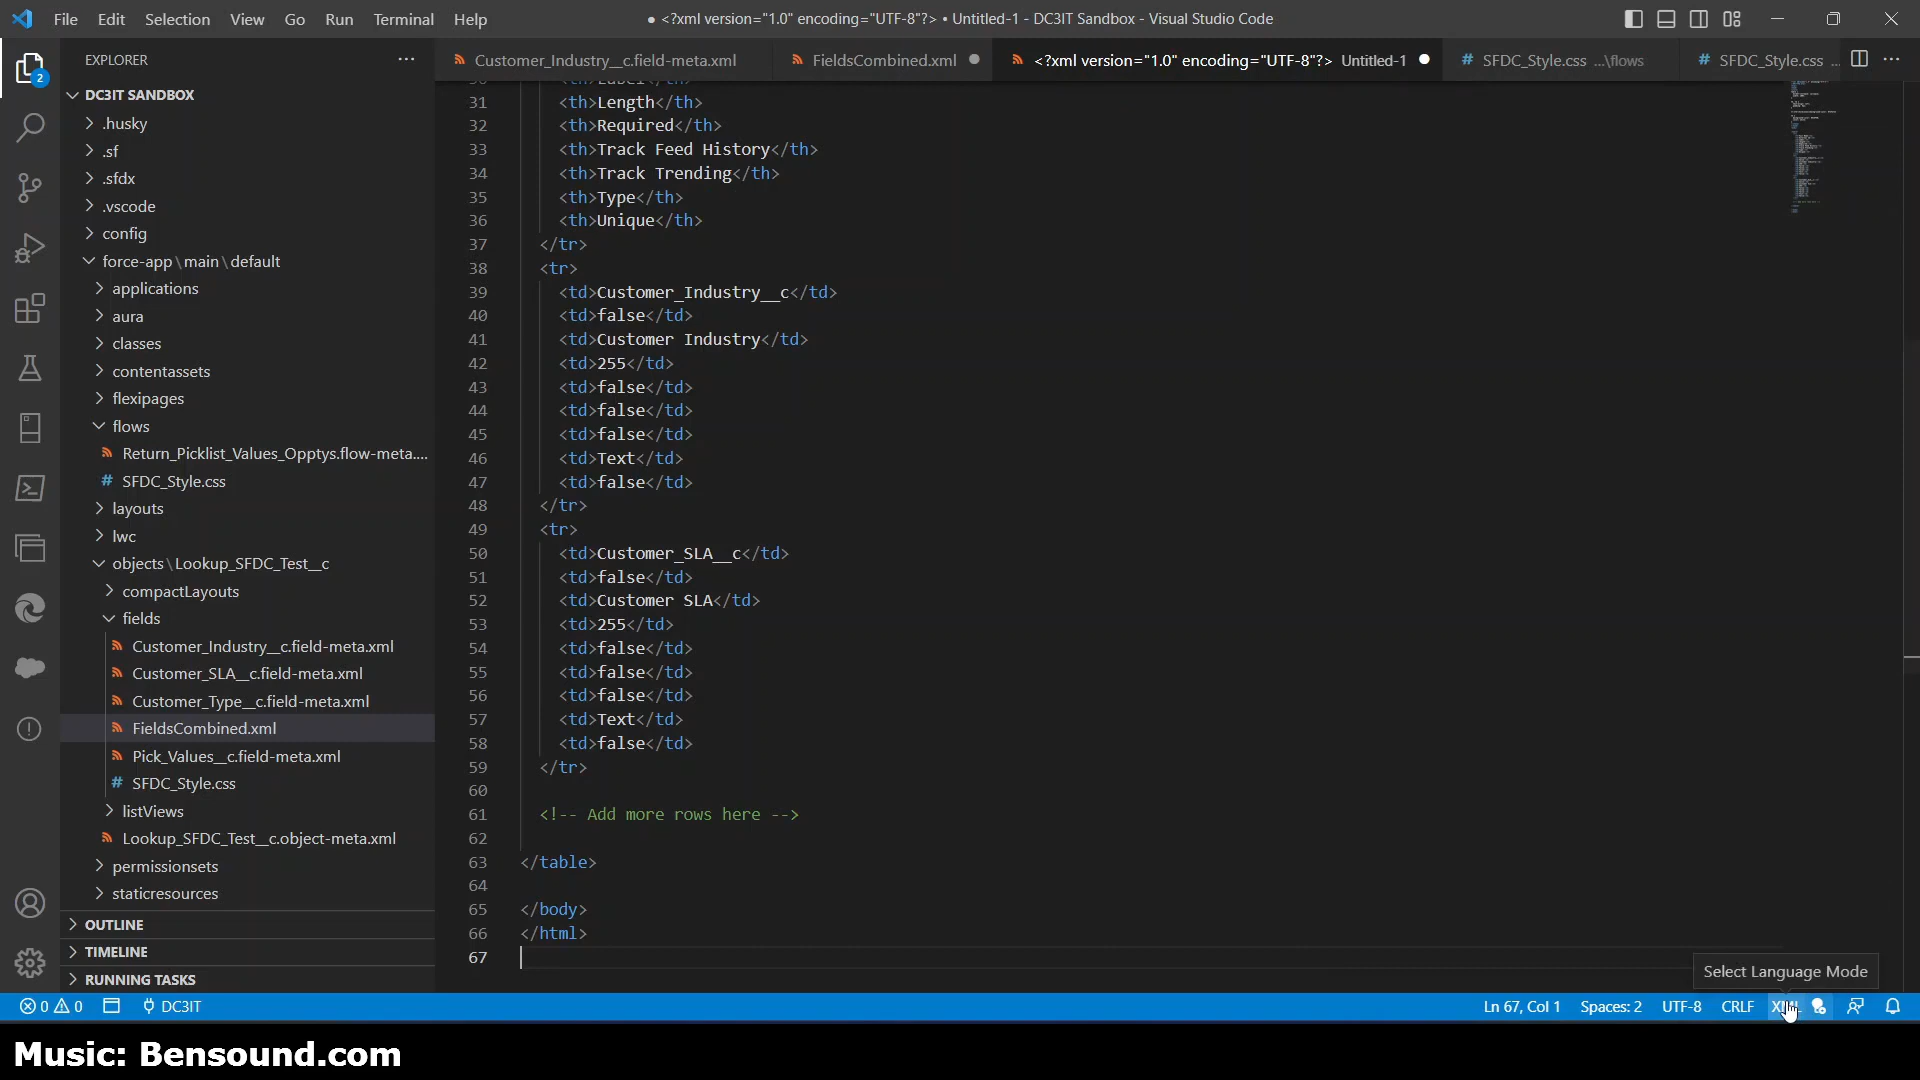 File Edit Selection View Go Run Terminal Help
● <?xml version="1.0" encoding="UTF-8"?> • Untitled-1 - DC3IT Sandbox - Visual Studio Code
EXPLORER
Customer_Industry__c.field-meta.xml
FieldsCombined.xml
<?xml version="1.0" encoding="UTF-8"?> Untitled-1
# SFDC_Style.css ...\flows
# SFDC_Style.css ...
2
DC3IT SANDBOX
.husky
.sf
.sfdx
.vscode
config
force-app\main\default
applications
aura
classes
contentassets
flexipages
flows
Return_Picklist_Values_Opptys.flow-meta....
# SFDC_Style.css
layouts
lwc
objects\Lookup_SFDC_Test__c
compactLayouts
fields
Customer_Industry__c.field-meta.xml
Customer_SLA__c.field-meta.xml
Customer_Type__c.field-meta.xml
FieldsCombined.xml
Pick_Values__c.field-meta.xml
# SFDC_Style.css
listViews
Lookup_SFDC_Test__c.object-meta.xml
permissionsets
staticresources
OUTLINE
TIMELINE
RUNNING TASKS
31 <th>Length</th>
32 <th>Required</th>
33 <th>Track Feed History</th>
34 <th>Track Trending</th>
35 <th>Type</th>
36 <th>Unique</th>
37 </tr>
38 <tr>
39 <td>Customer_Industry__c</td>
40 <td>false</td>
41 <td>Customer Industry</td>
42 <td>255</td>
43 <td>false</td>
44 <td>false</td>
45 <td>false</td>
46 <td>Text</td>
47 <td>false</td>
48 </tr>
49 <tr>
50 <td>Customer_SLA__c</td>
51 <td>false</td>
52 <td>Customer SLA</td>
53 <td>255</td>
54 <td>false</td>
55 <td>false</td>
56 <td>false</td>
57 <td>Text</td>
58 <td>false</td>
59 </tr>
60
61 <!-- Add more rows here -->
62
63 </table>
64
65 </body>
66 </html>
67
Select Language Mode
0 0 DC3IT
Ln 67, Col 1 Spaces: 2 UTF-8 CRLF
Music: Bensound.com